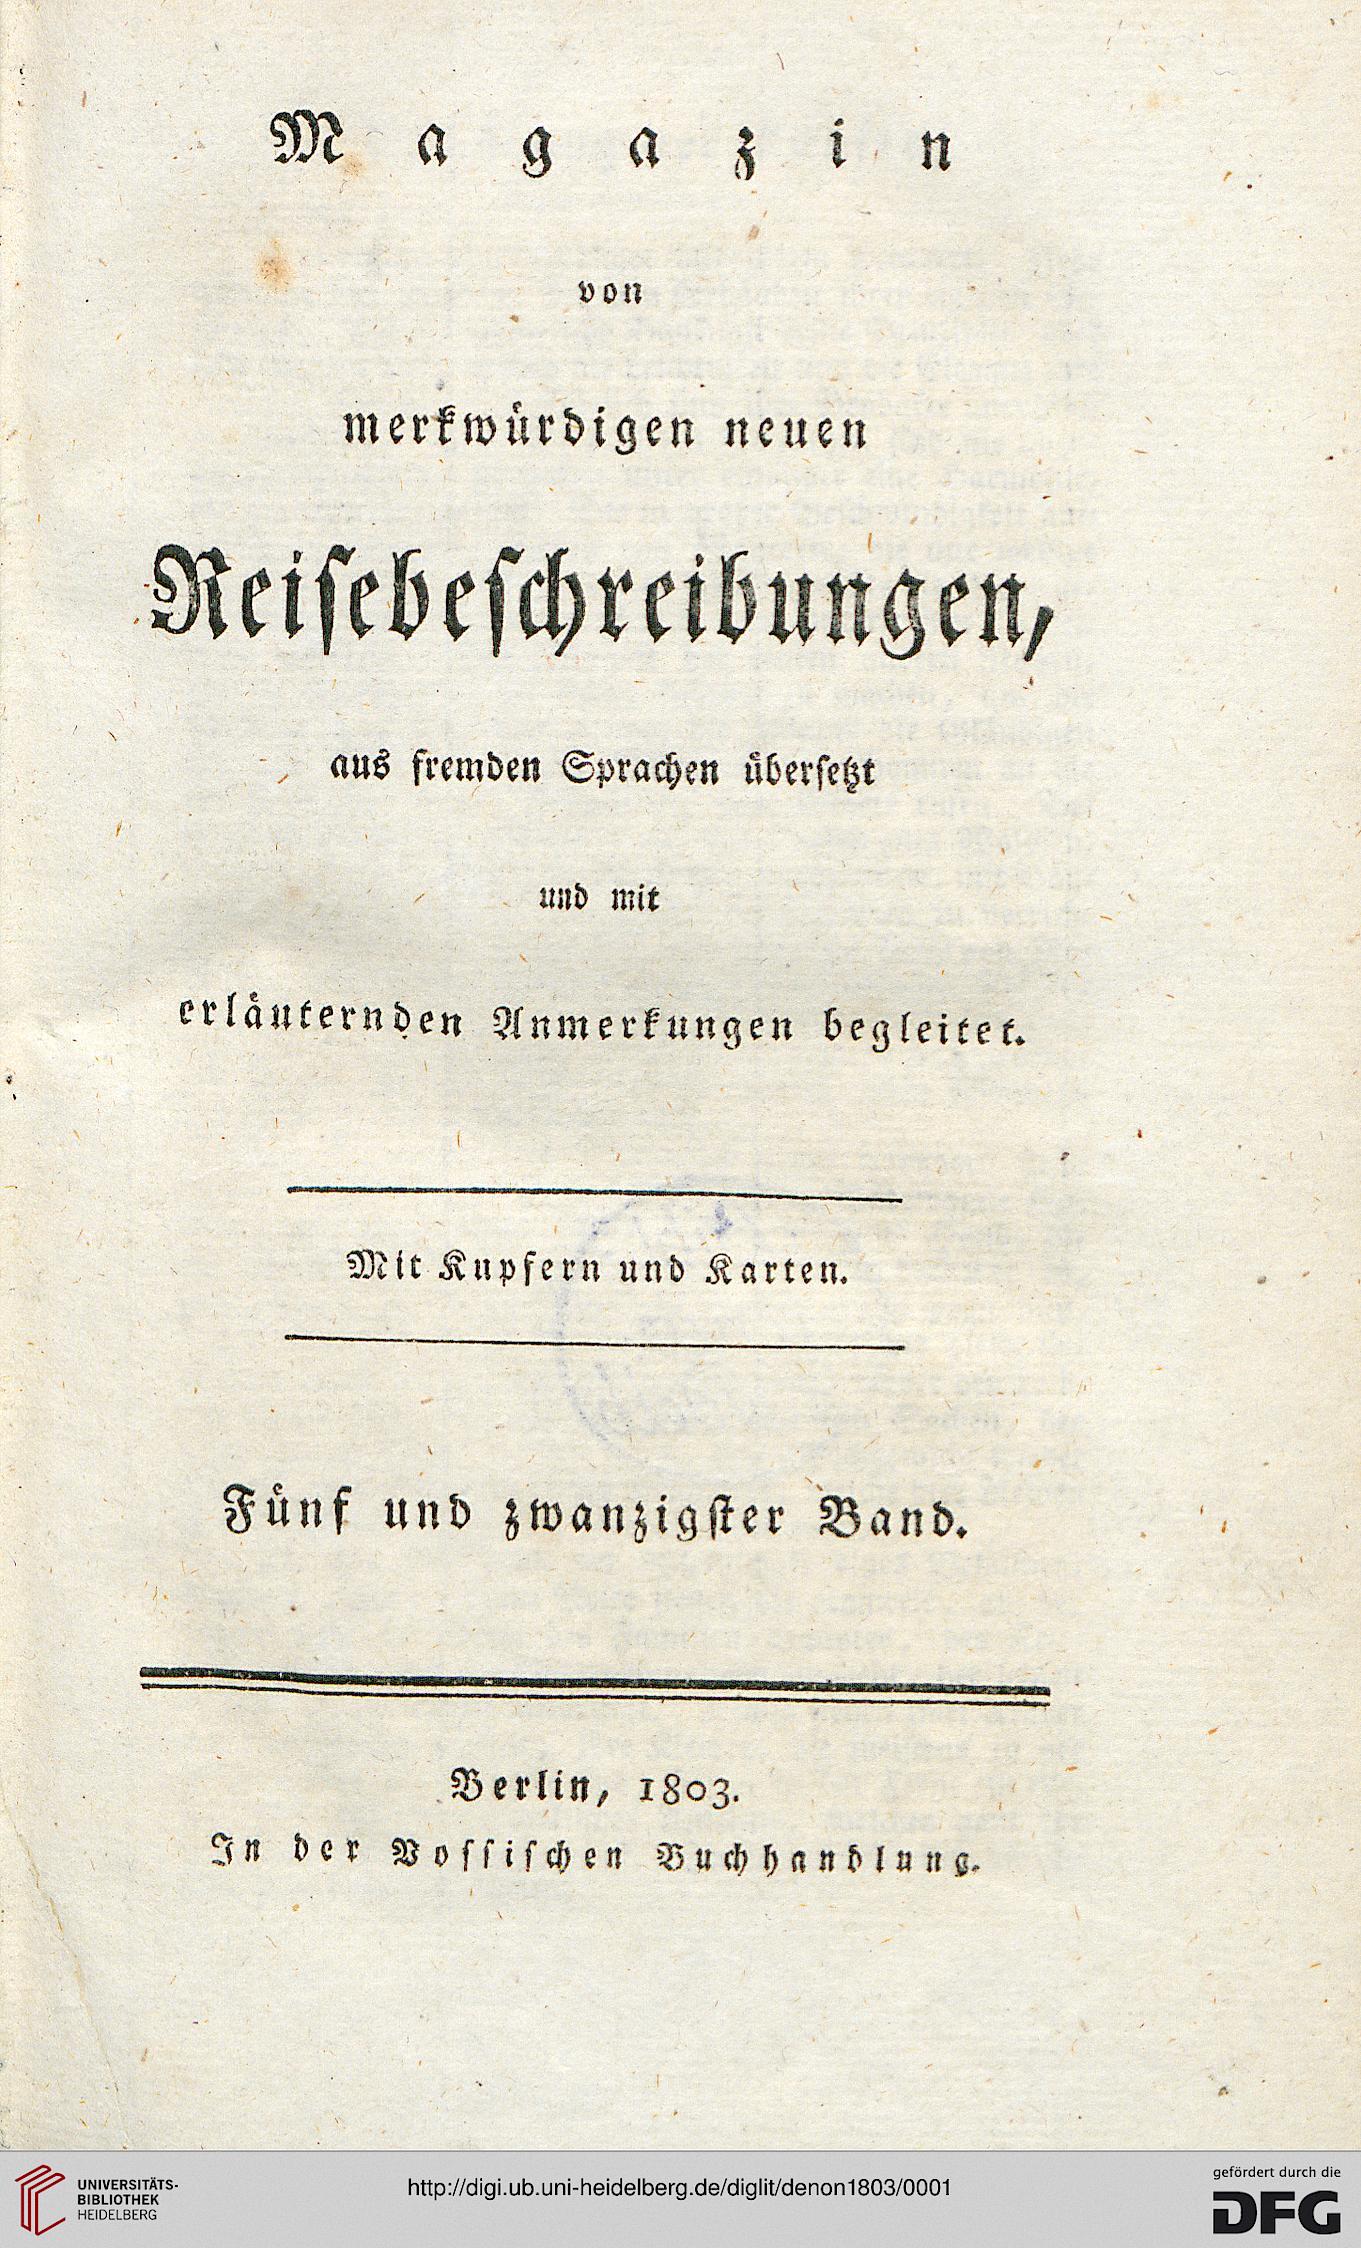 Magazin
von
merkwürdigen neuen
Reisebeschreibungen,
aus fremden Sprachen übersetzt
und mit
erläuternden Anmerkungen begleitet.
Mit Kupfern und Karten.
Fünf und zwanzigster Band.
Berlin, 1803.
In der Vossischen Buchhandlung.
UNIVERSITÄTS-
BIBLIOTHEK
HEIDELBERG
http://digi.ub.uni-heidelberg.de/diglit/denon1803/0001
gefördert durch die
DFG